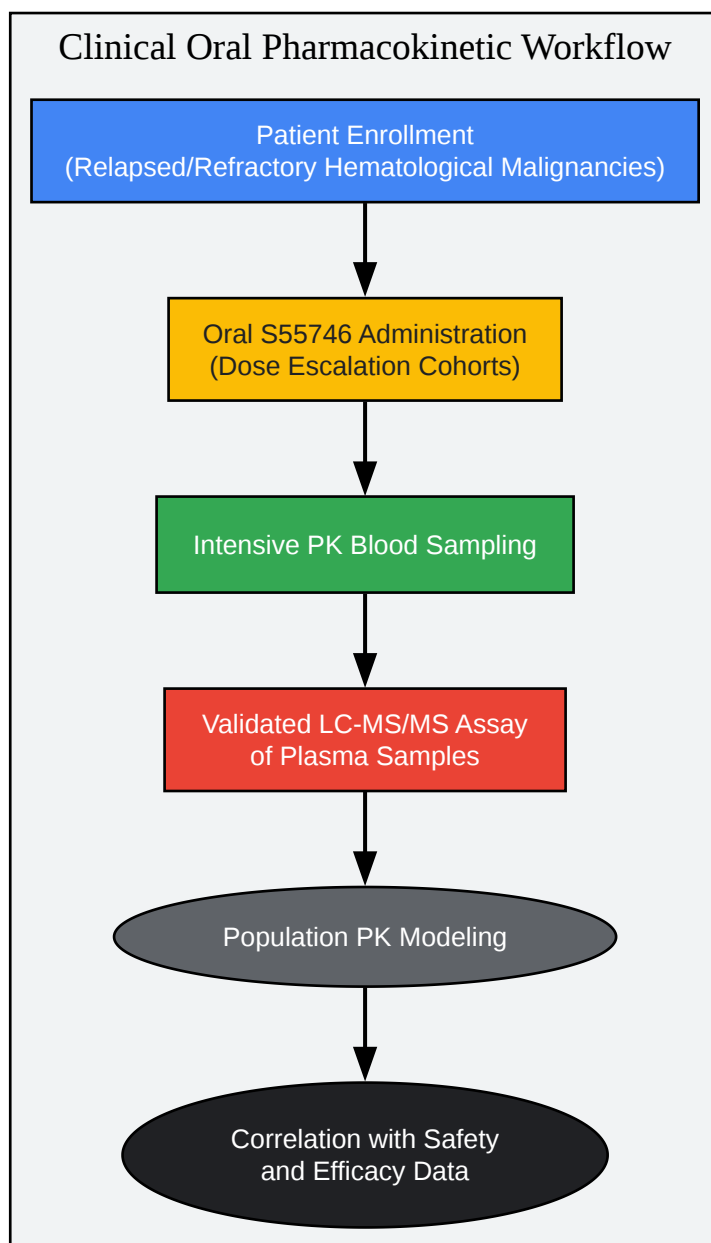 Clinical Oral Pharmacokinetic Workflow
Patient Enrollment
(Relapsed/Refractory Hematological Malignancies)
Oral S55746 Administration
(Dose Escalation Cohorts)
Intensive PK Blood Sampling
Validated LC-MS/MS Assay
of Plasma Samples
Population PK Modeling
Correlation with Safety
and Efficacy Data